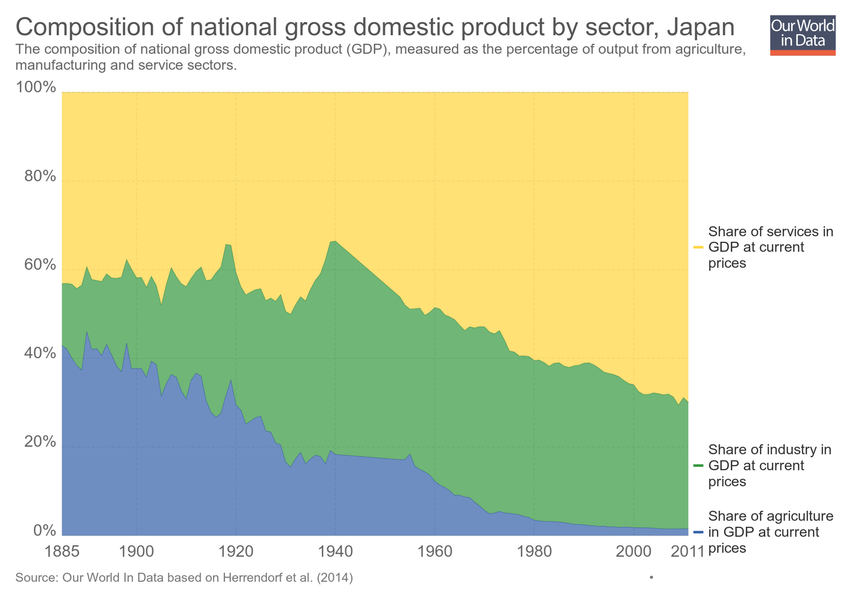 Composition of national gross domestic product by sector, Japan
Our World
in Data
The composition of national gross domestic product (GDP), measured as the percentage of output from agriculture,
manufacturing and service sectors.
100%
80%
60%
40%
20%
0%
Share of services in
GDP at current
prices
Share of industry in
GDP at current
prices
Share of agriculture
in GDP at current
prices
1885 1900 1920 1940 1960 1980 2000 2011
Source: Our World In Data based on Herrendorf et al. (2014)